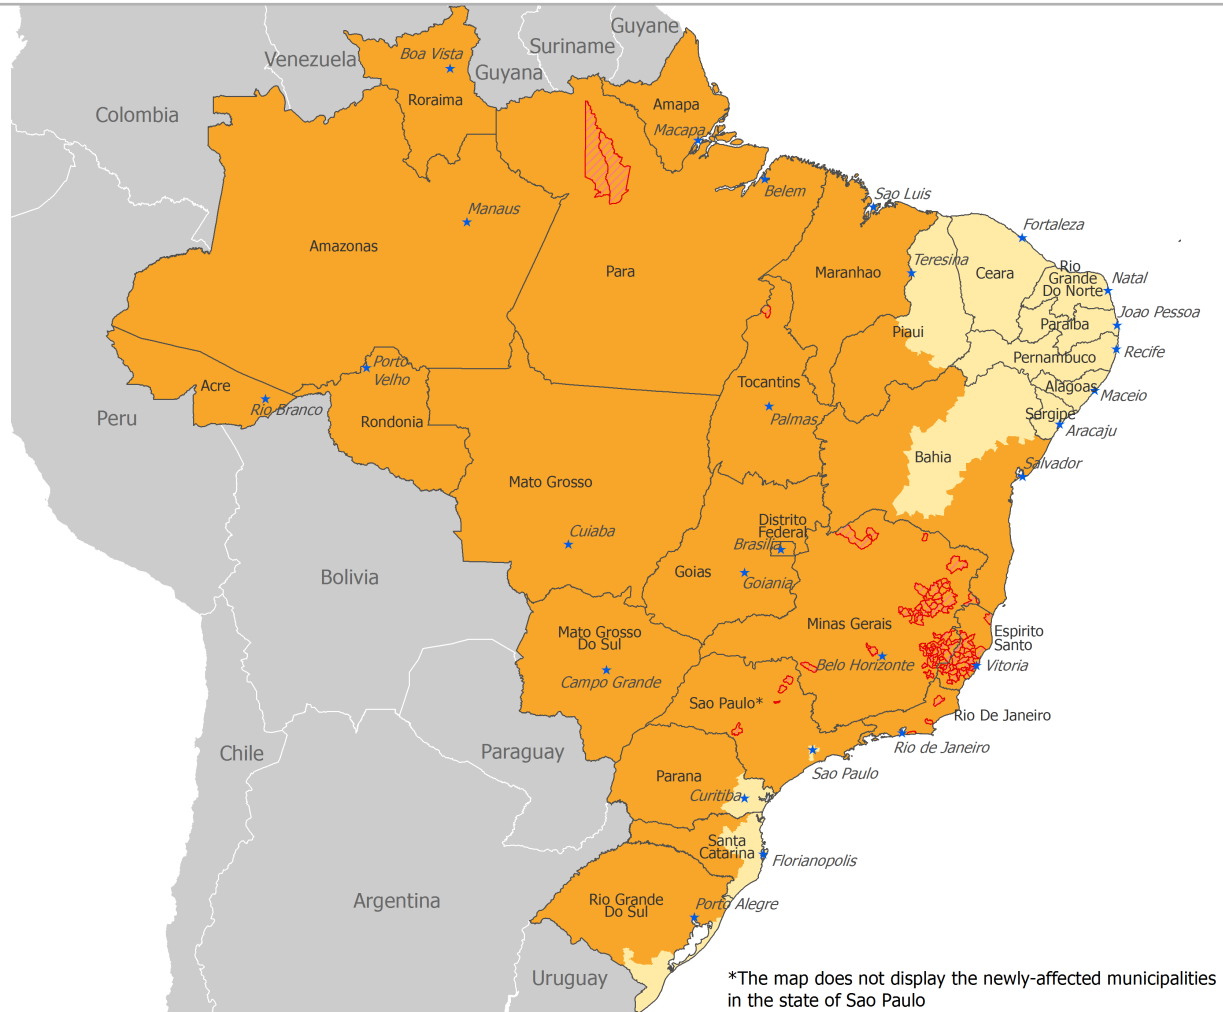 Guyane
Suriname
Venezuela
Boa Vista
Guyana
Roraima
Colombia
Amapa
Macapa
Belem
Sao Luis
Manaus
Fortaleza
Amazonas
Para
Maranhao
Teresina
Ceara
Rio
Grande
Do Norte
Natal
Joao Pessoa
Piaui
Paraiba
Recife
Pernambuco
Porto
Velho
Acre
Rio Branco
Tocantins
Alagoas
Maceio
Peru
Rondonia
Palmas
Sergipe
Aracaju
Bahia
Salvador
Mato Grosso
Distrito
Federal
Cuiaba
Brasilia
Goias
Goiania
Bolivia
Minas Gerais
Espirito
Santo
Mato Grosso
Do Sul
Belo Horizonte
Vitoria
Campo Grande
Sao Paulo*
Rio De Janeiro
Chile
Paraguay
Rio de Janeiro
Parana
Sao Paulo
Curitiba
Santa
Catarina
Florianopolis
Argentina
Rio Grande
Do Sul
Porto Alegre
Uruguay
*The map does not display the newly-affected municipalities
in the state of Sao Paulo